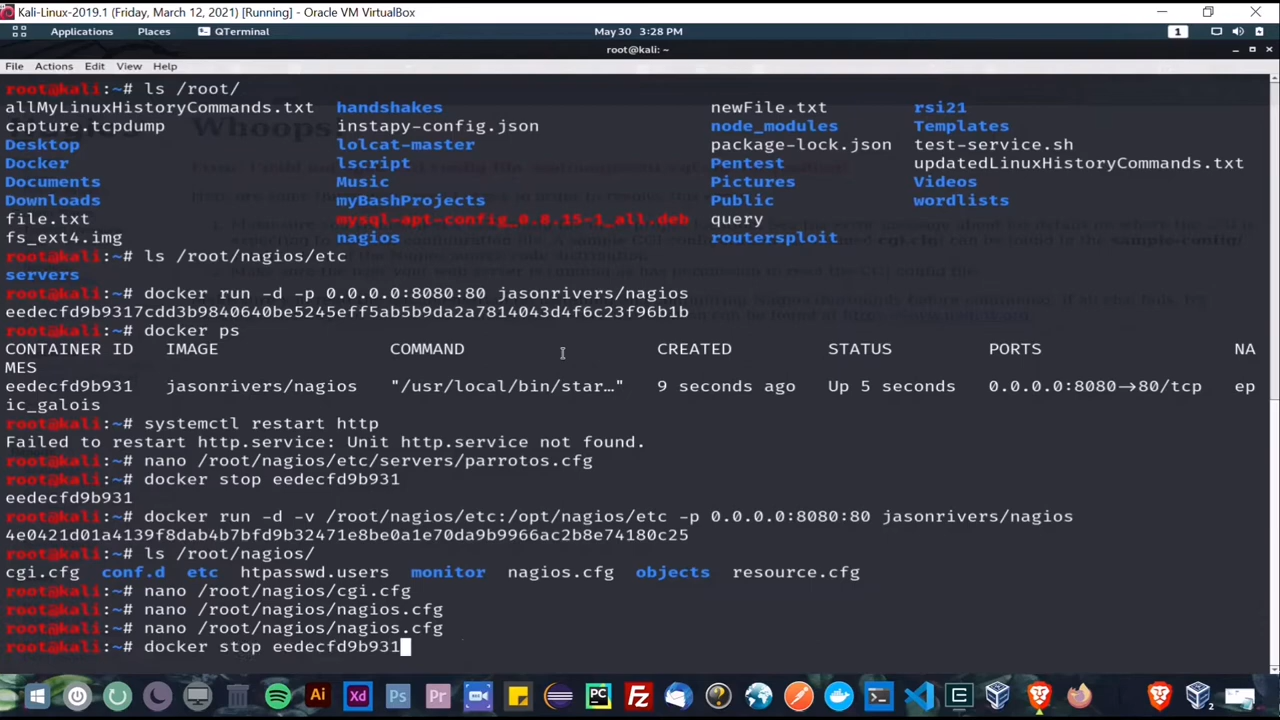 Kali-Linux-2019.1 (Friday, March 12, 2021) [Running] - Oracle VM VirtualBox
Applications Places QTerminal May 30 3:28 PM 1
root@kali: ~
File Actions Edit View Help
root@kali:~# ls /root/
allMyLinuxHistoryCommands.txt handshakes newFile.txt rsi21
capture.tcpdump instapy-config.json node_modules Templates
Desktop lolcat-master package-lock.json test-service.sh
Docker lscript Pentest updatedLinuxHistoryCommands.txt
Documents Music Pictures Videos
Downloads myBashProjects Public wordlists
file.txt mysql-apt-config_0.8.15-1_all.deb query
fs_ext4.img nagios routersploit
root@kali:~# ls /root/nagios/etc
servers
root@kali:~# docker run -d -p 0.0.0.0:8080:80 jasonrivers/nagios
eedecfd9b9317cdd3b9840640be5245eff5ab5b9da2a7814043d4f6c23f96b1b
root@kali:~# docker ps
CONTAINER ID IMAGE COMMAND CREATED STATUS PORTS NA
MES
eedecfd9b931 jasonrivers/nagios "/usr/local/bin/star…" 9 seconds ago Up 5 seconds 0.0.0.0:8080→80/tcp ep
ic_galois
root@kali:~# systemctl restart http
Failed to restart http.service: Unit http.service not found.
root@kali:~# nano /root/nagios/etc/servers/parrotos.cfg
root@kali:~# docker stop eedecfd9b931
eedecfd9b931
root@kali:~# docker run -d -v /root/nagios/etc:/opt/nagios/etc -p 0.0.0.0:8080:80 jasonrivers/nagios
4e0421d01a4139f8dab4b7bfd9b32471e8be0a1e70da9b9966ac2b8e74180c25
root@kali:~# ls /root/nagios/
cgi.cfg conf.d etc htpasswd.users monitor nagios.cfg objects resource.cfg
root@kali:~# nano /root/nagios/cgi.cfg
root@kali:~# nano /root/nagios/nagios.cfg
root@kali:~# nano /root/nagios/nagios.cfg
root@kali:~# docker stop eedecfd9b931
Ai Xd Ps Pr PC Fz 2